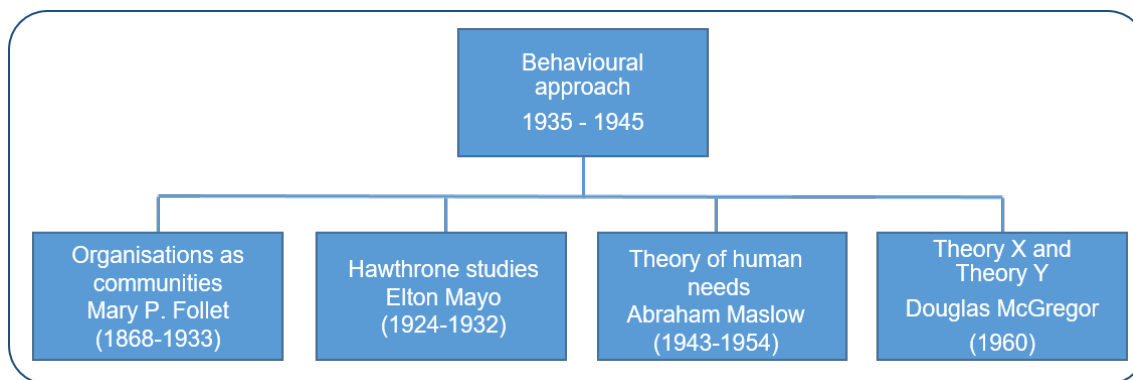 Behavioural
approach
1935 - 1945
Organisations as
communities
Mary P. Follet
(1868-1933)
Hawthrone studies
Elton Mayo
(1924-1932)
Theory of human
needs
Abraham Maslow
(1943-1954)
Theory X and
Theory Y
Douglas McGregor
(1960)